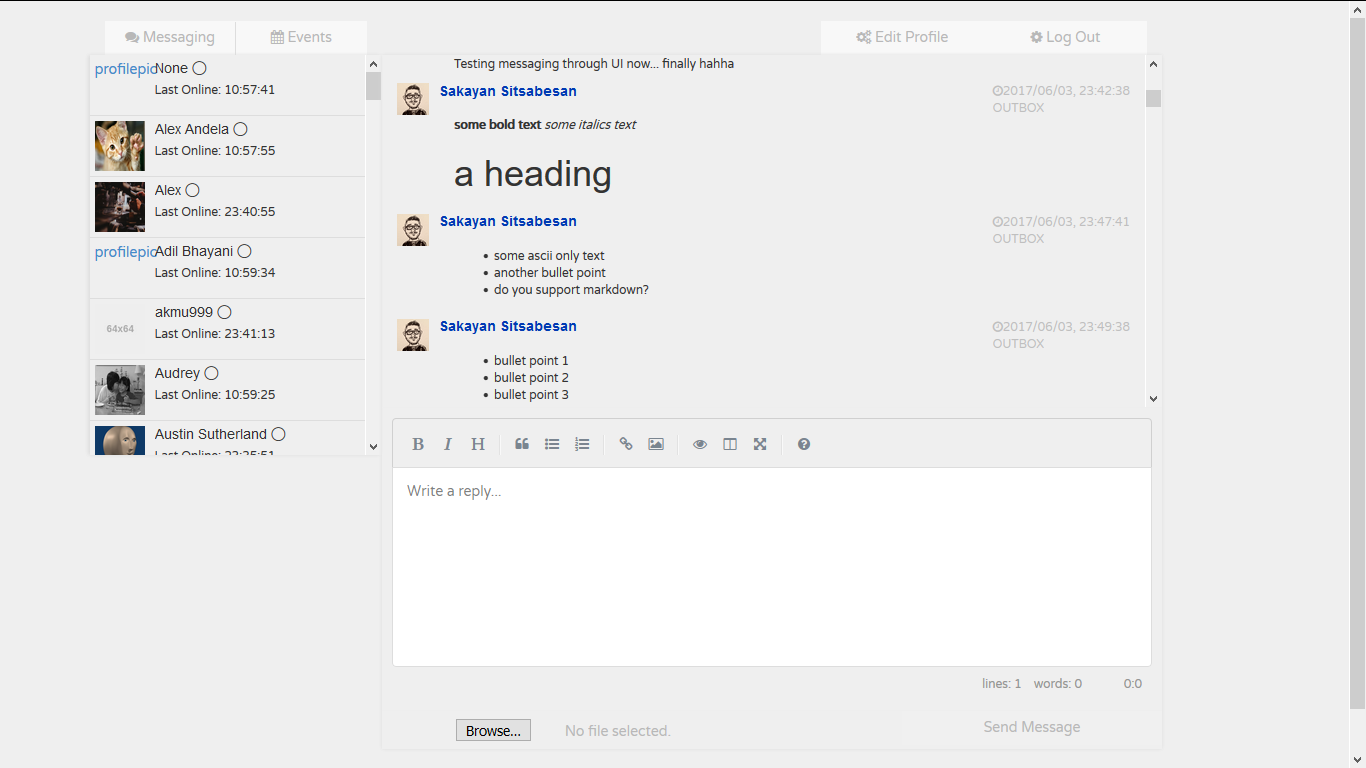 Messaging
Events
Edit Profile
Log Out
profilepic
None
Last Online: 10:57:41
Alex Andela
Last Online: 10:57:55
Alex
Last Online: 23:40:55
profilepic
Adil Bhayani
Last Online: 10:59:34
64x64
akmu999
Last Online: 23:41:13
Audrey
Last Online: 10:59:25
Austin Sutherland
Last Online: 22:35:51
Testing messaging through UI now... finally hahha
Sakayan Sitsabesan
2017/06/03, 23:42:38
OUTBOX
some bold text some italics text
a heading
Sakayan Sitsabesan
2017/06/03, 23:47:41
OUTBOX
• some ascii only text
• another bullet point
• do you support markdown?
Sakayan Sitsabesan
2017/06/03, 23:49:38
OUTBOX
• bullet point 1
• bullet point 2
• bullet point 3
B I H
Write a reply...
lines: 1 words: 0 0:0
Browse... No file selected.
Send Message